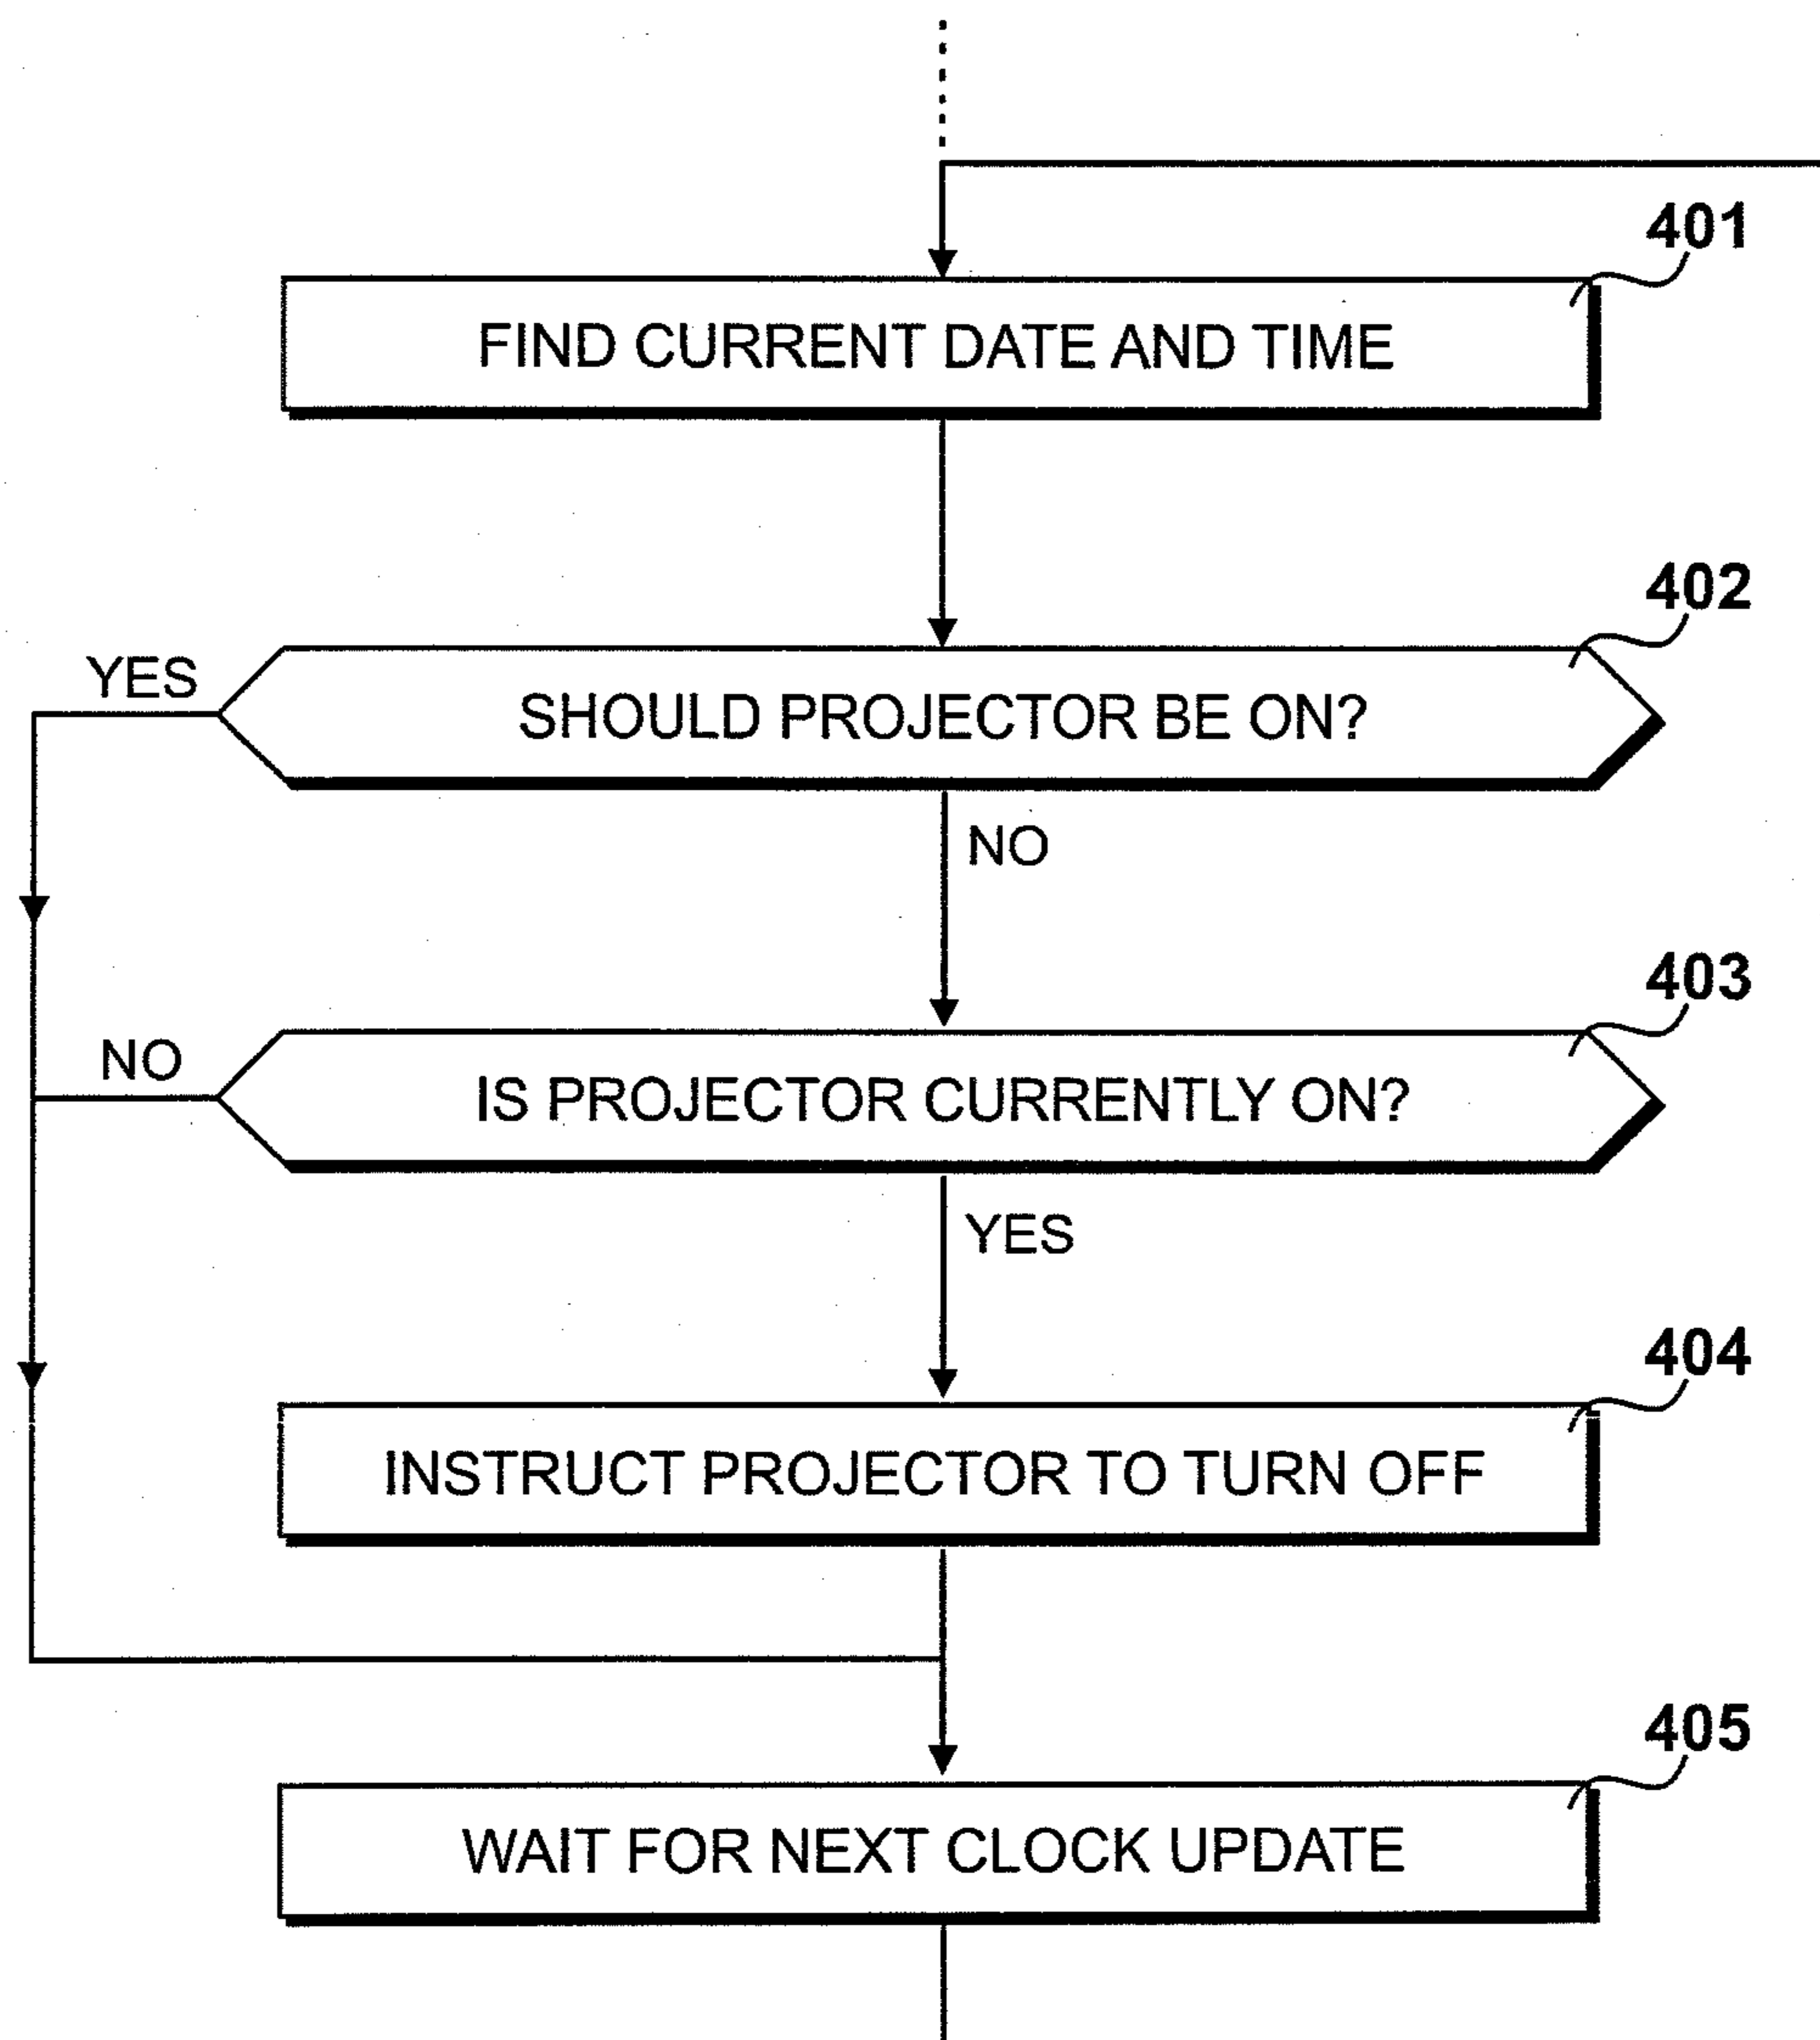 401
FIND CURRENT DATE AND TIME
402
YES
SHOULD PROJECTOR BE ON?
NO
403
NO
IS PROJECTOR CURRENTLY ON?
YES
404
INSTRUCT PROJECTOR TO TURN OFF
405
WAIT FOR NEXT CLOCK UPDATE